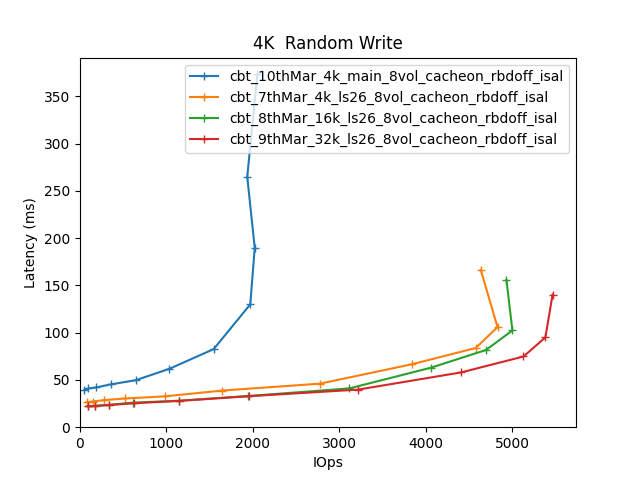 4K  Random Write
cbt_10thMar_4k_main_8vol_cacheon_rbdoff_isal
cbt_7thMar_4k_ls26_8vol_cacheon_rbdoff_isal
cbt_8thMar_16k_ls26_8vol_cacheon_rbdoff_isal
cbt_9thMar_32k_ls26_8vol_cacheon_rbdoff_isal
Latency (ms)
350
300
250
200
150
100
50
0
0 1000 2000 3000 4000 5000
IOps